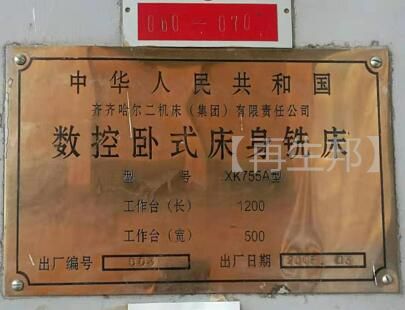 060-070
中华人民共和国
齐齐哈尔二机床（集团）有限责任公司
数控卧式床身铣床
型 号 XK755A型
工作台（长） 1200
工作台（宽） 500
出厂编号 003
出厂日期 2005.03
【再生邦】